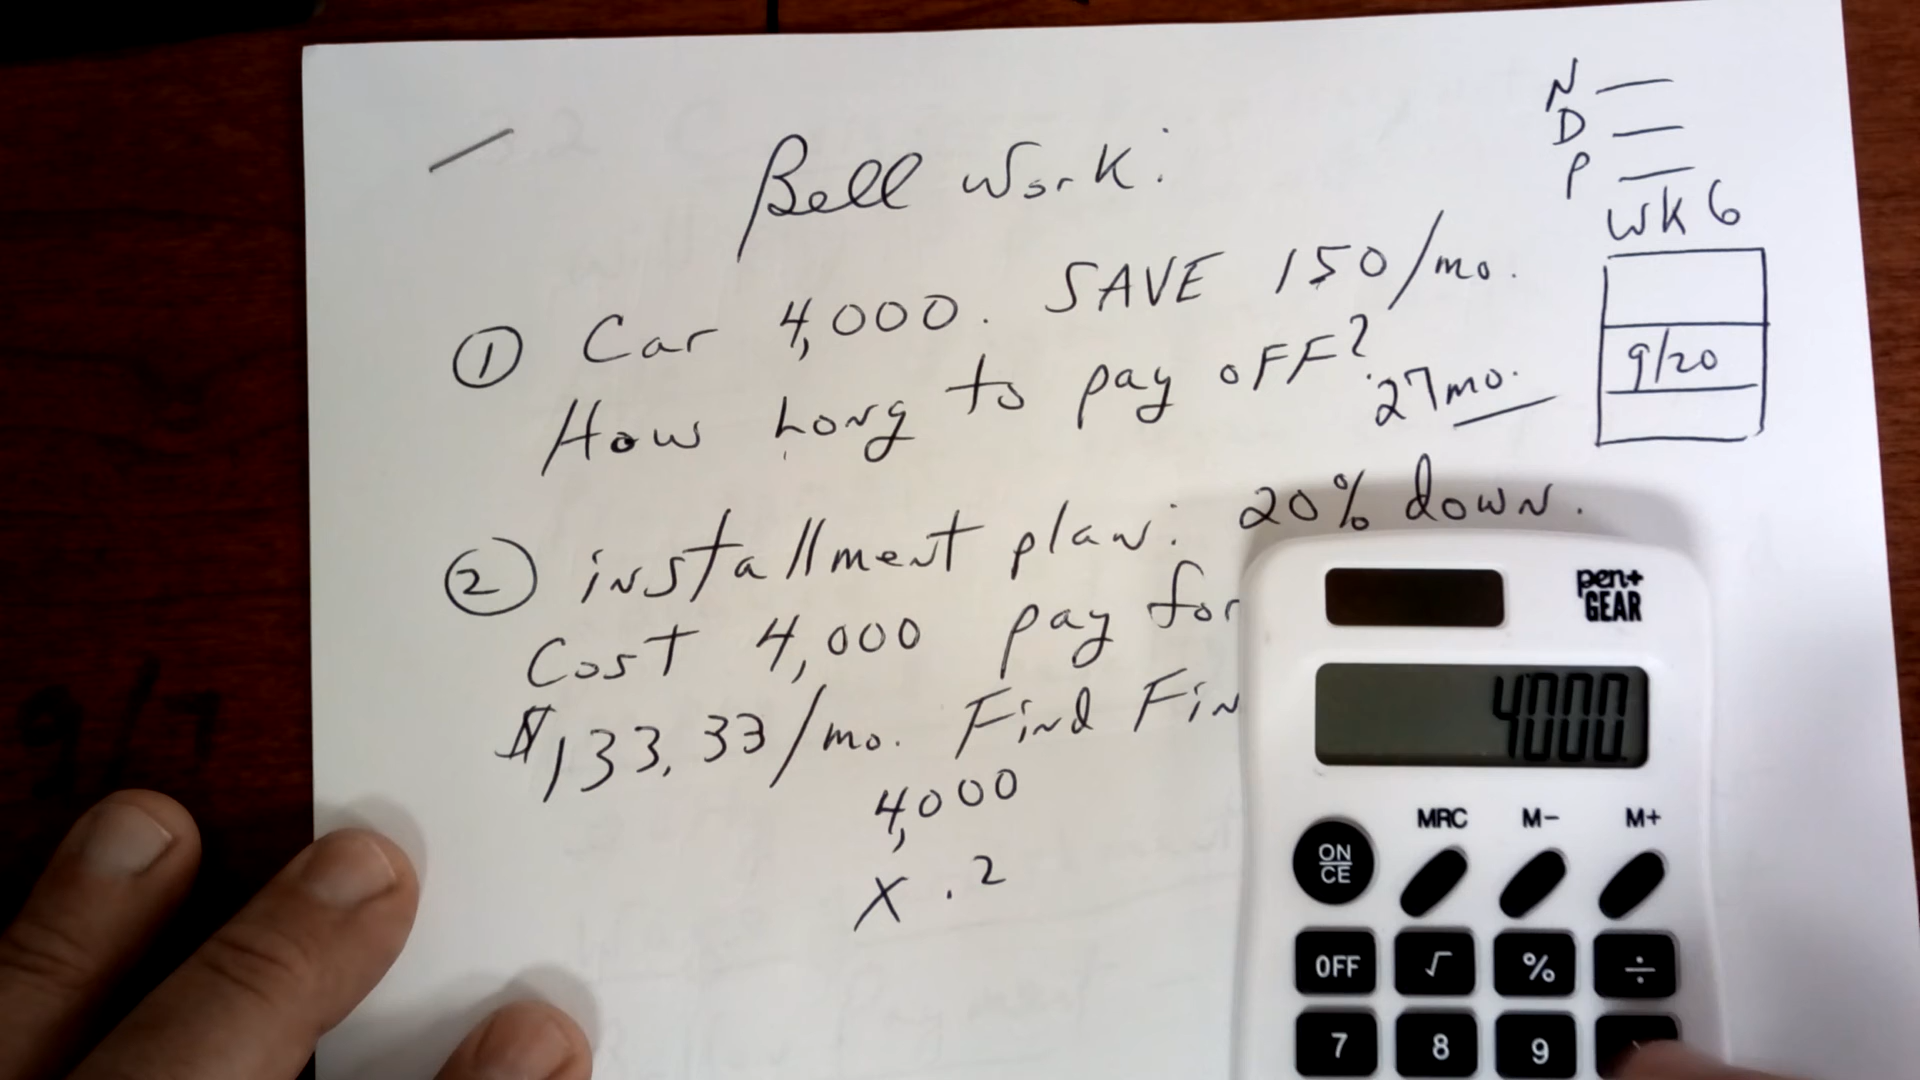 N
D
P
WK 6
9/20
Bell Work:
① Car 4,000. SAVE 150/mo.
How Long to pay oFF?
27mo.
② installment plan: 20% down.
Cost 4,000 pay for
$133.33/mo. Find Fin
4,000
X .2
pen+
GEAR
4000.
MRC M- M+
ON
CE
OFF √ % ÷
7 8 9